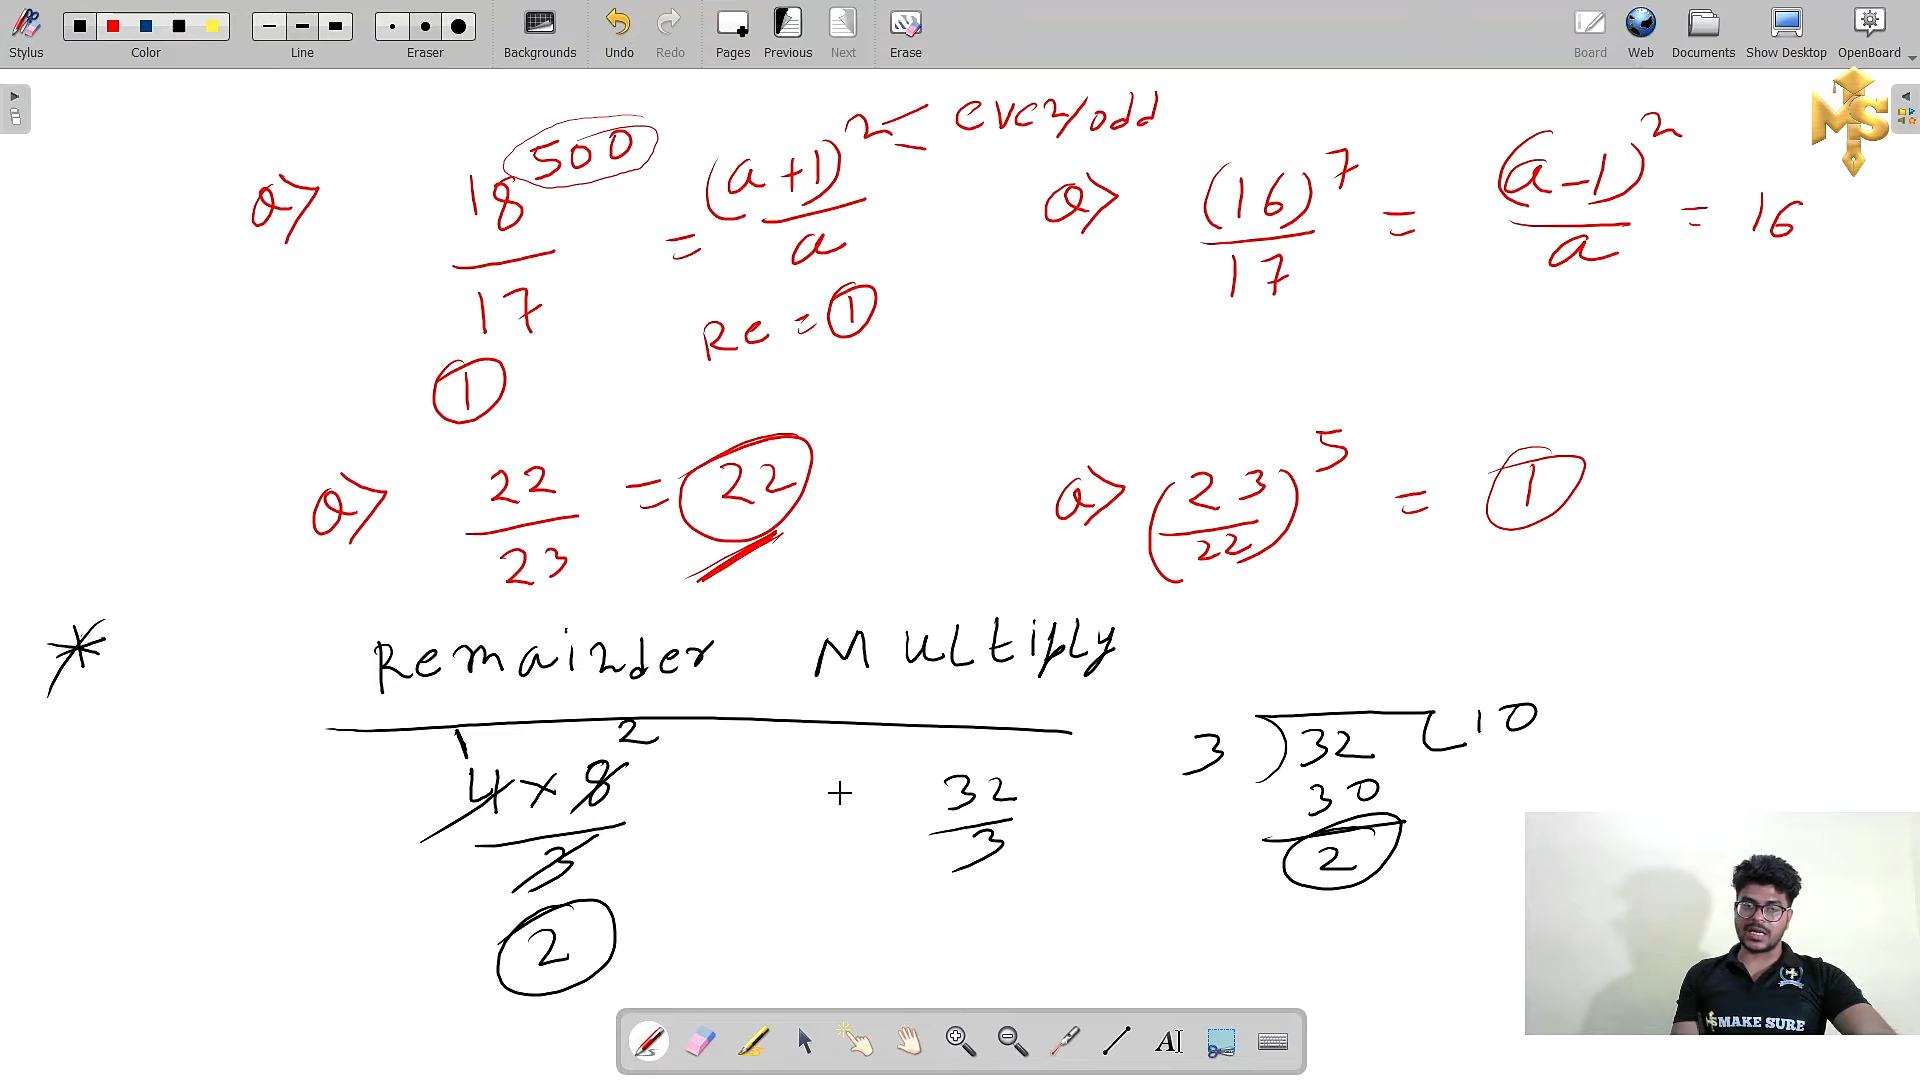 Stylus Color Line Eraser Backgrounds Undo Redo Pages Previous Next Erase Board Web Documents Show Desktop OpenBoard
MS
Q> 18^500 / 17 = (a+1)^n / a < even/odd
Re = 1
1
Q> (16)^7 / 17 = (a-1)^n / a = 16
Q> 22 / 23 = 22
Q> (23 / 22)^5 = 1
* Remainder Multiply
1 2
4 × 8 / 3
2
+ 32 / 3
3 ) 32 ( 10
30
2
MAKE SURE